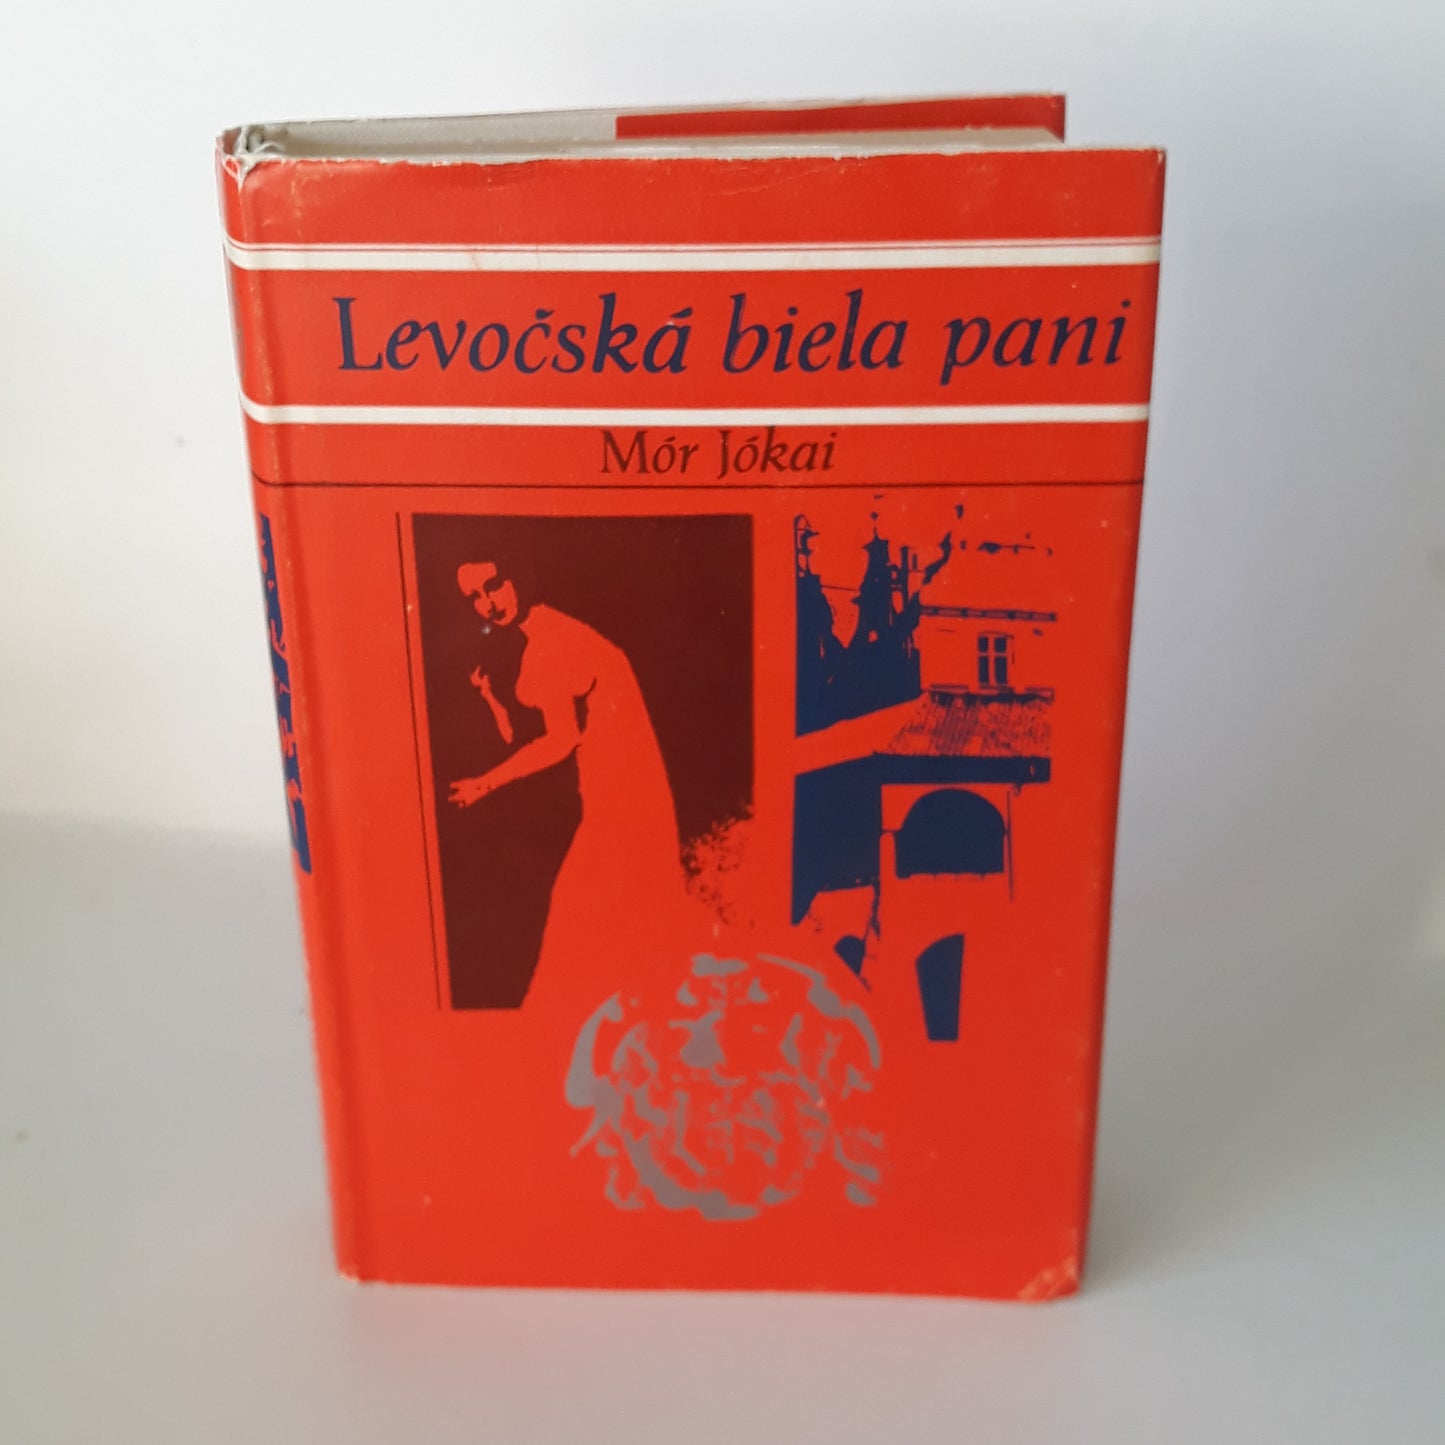 Levočská biela pani
Mór Jókai